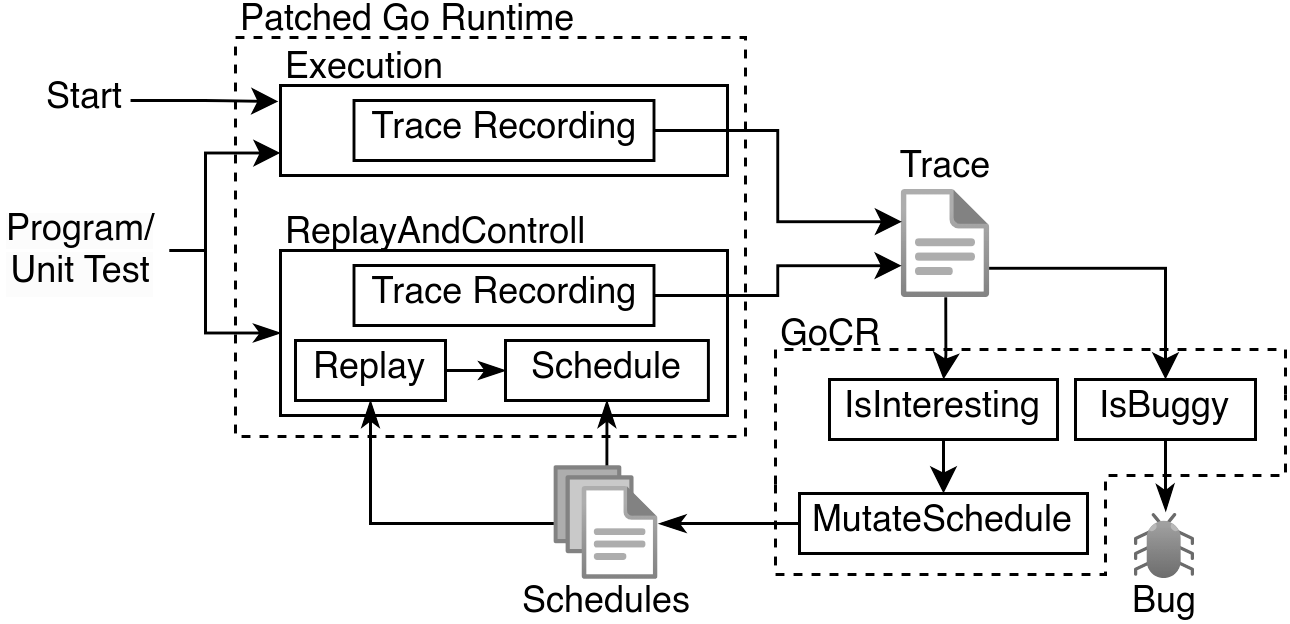 Patched Go Runtime
Execution
Start
Trace Recording
Trace
Program/
Unit Test
ReplayAndControll
Trace Recording
GoCR
Replay
Schedule
IsInteresting
IsBuggy
MutateSchedule
Schedules
Bug